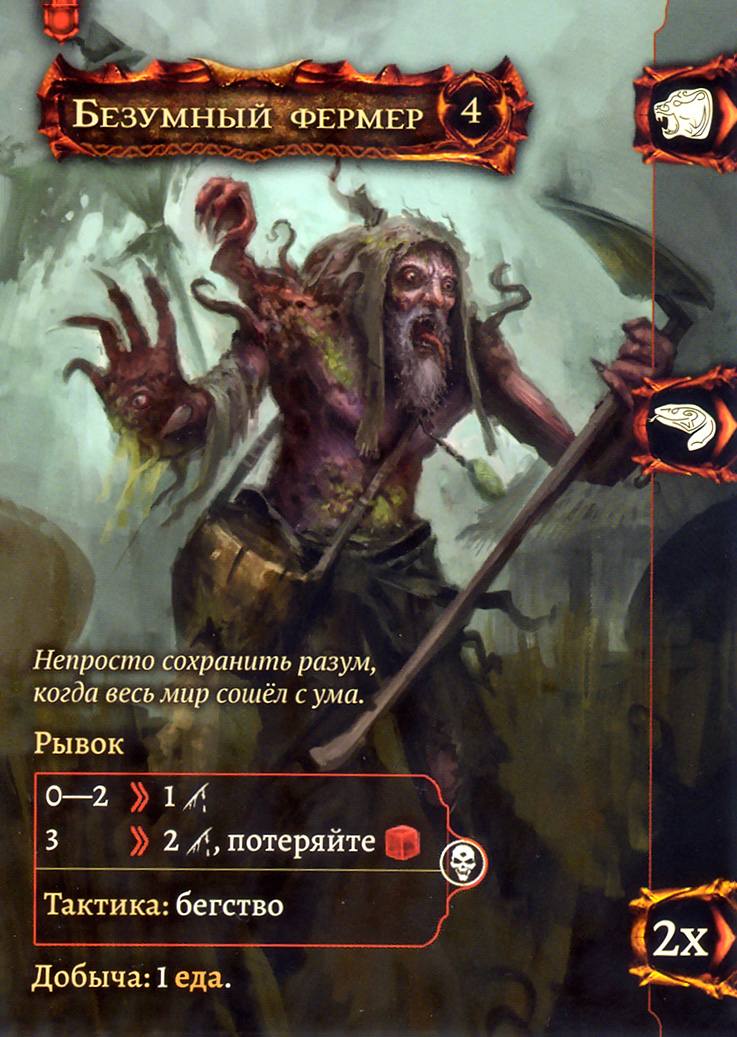 Безумный фермер 4
Непросто сохранить разум,
когда весь мир сошёл с ума.
Рывок
0—2 1
3 2 , потеряйте
Тактика: бегство
2x
Добыча: 1 еда.